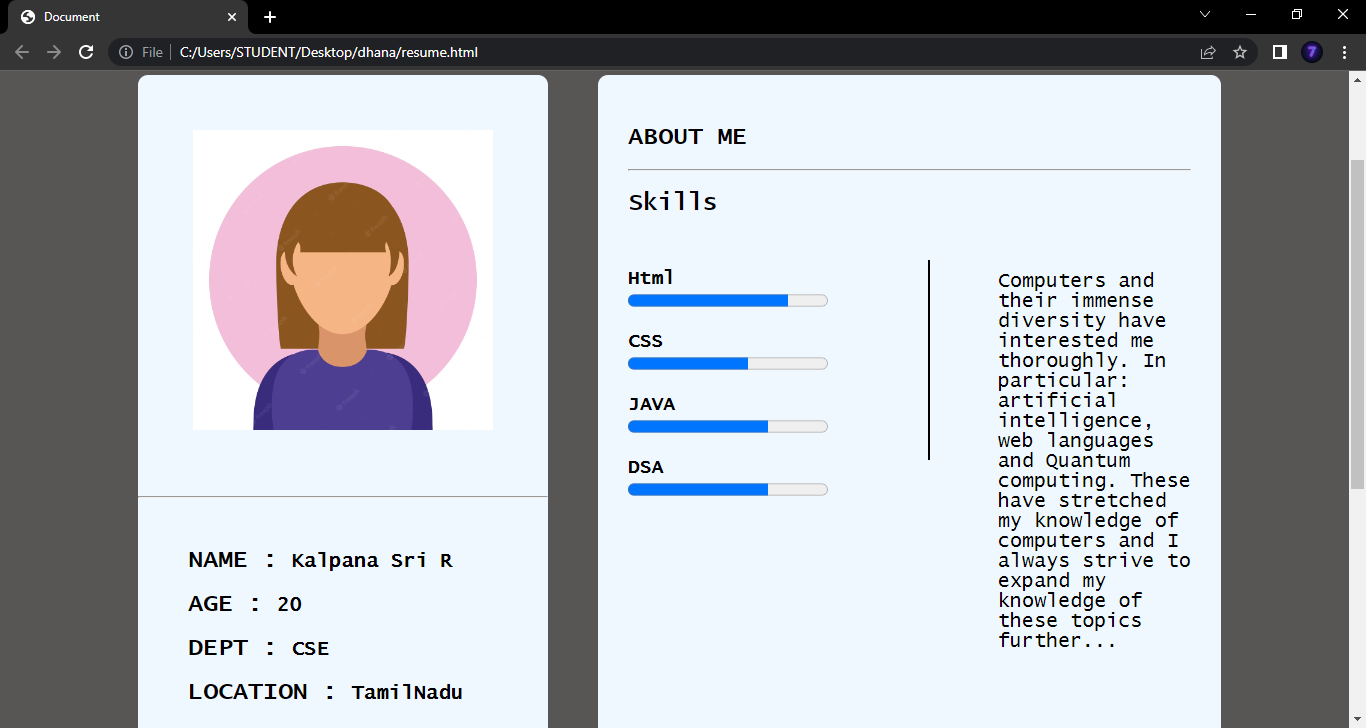 Document
File
C:/Users/STUDENT/Desktop/dhana/resume.html
7
NAME : Kalpana Sri R
AGE : 20
DEPT : CSE
LOCATION : TamilNadu
ABOUT ME
Skills
Html
CSS
JAVA
DSA
Computers and
their immense
diversity have
interested me
thoroughly. In
particular:
artificial
intelligence,
web languages
and Quantum
computing. These
have stretched
my knowledge of
computers and I
always strive to
expand my
knowledge of
these topics
further...